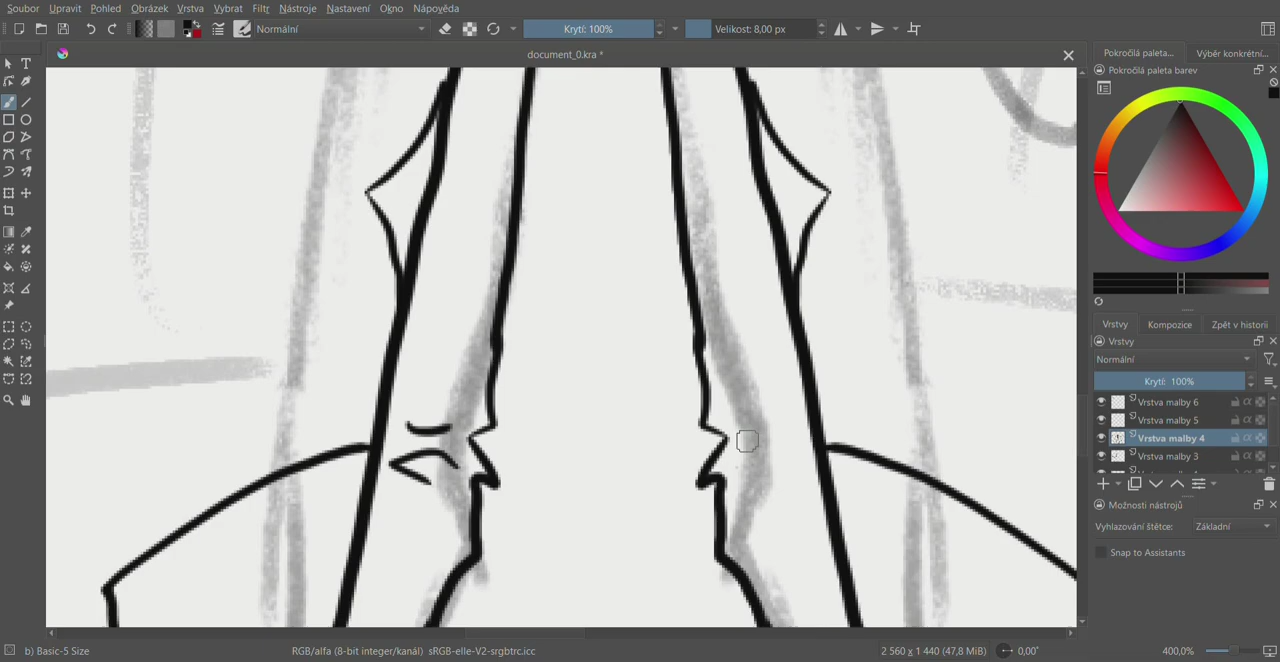 Soubor Upravit Pohled Obrázek Vrstva Vybrat Filtr Nástroje Nastavení Okno Nápověda
Normální Krytí: 100% Velikost: 8,00 px
document_0.kra *
Pokročilá paleta... Výběr konkrétní...
Pokročilá paleta barev
Vrstvy Kompozice Zpět v historii
Vrstvy
Normální
Krytí: 100%
Vrstva malby 6
Vrstva malby 5
Vrstva malby 4
Vrstva malby 3
Možnosti nástrojů
Vyhlazování štětce: Základní
Snap to Assistants
b) Basic-5 Size RGB/alfa (8-bit integer/kanál) sRGB-elle-V2-srgbtrc.icc 2 560 x 1 440 (47,8 MiB) 0,00° 400,0%